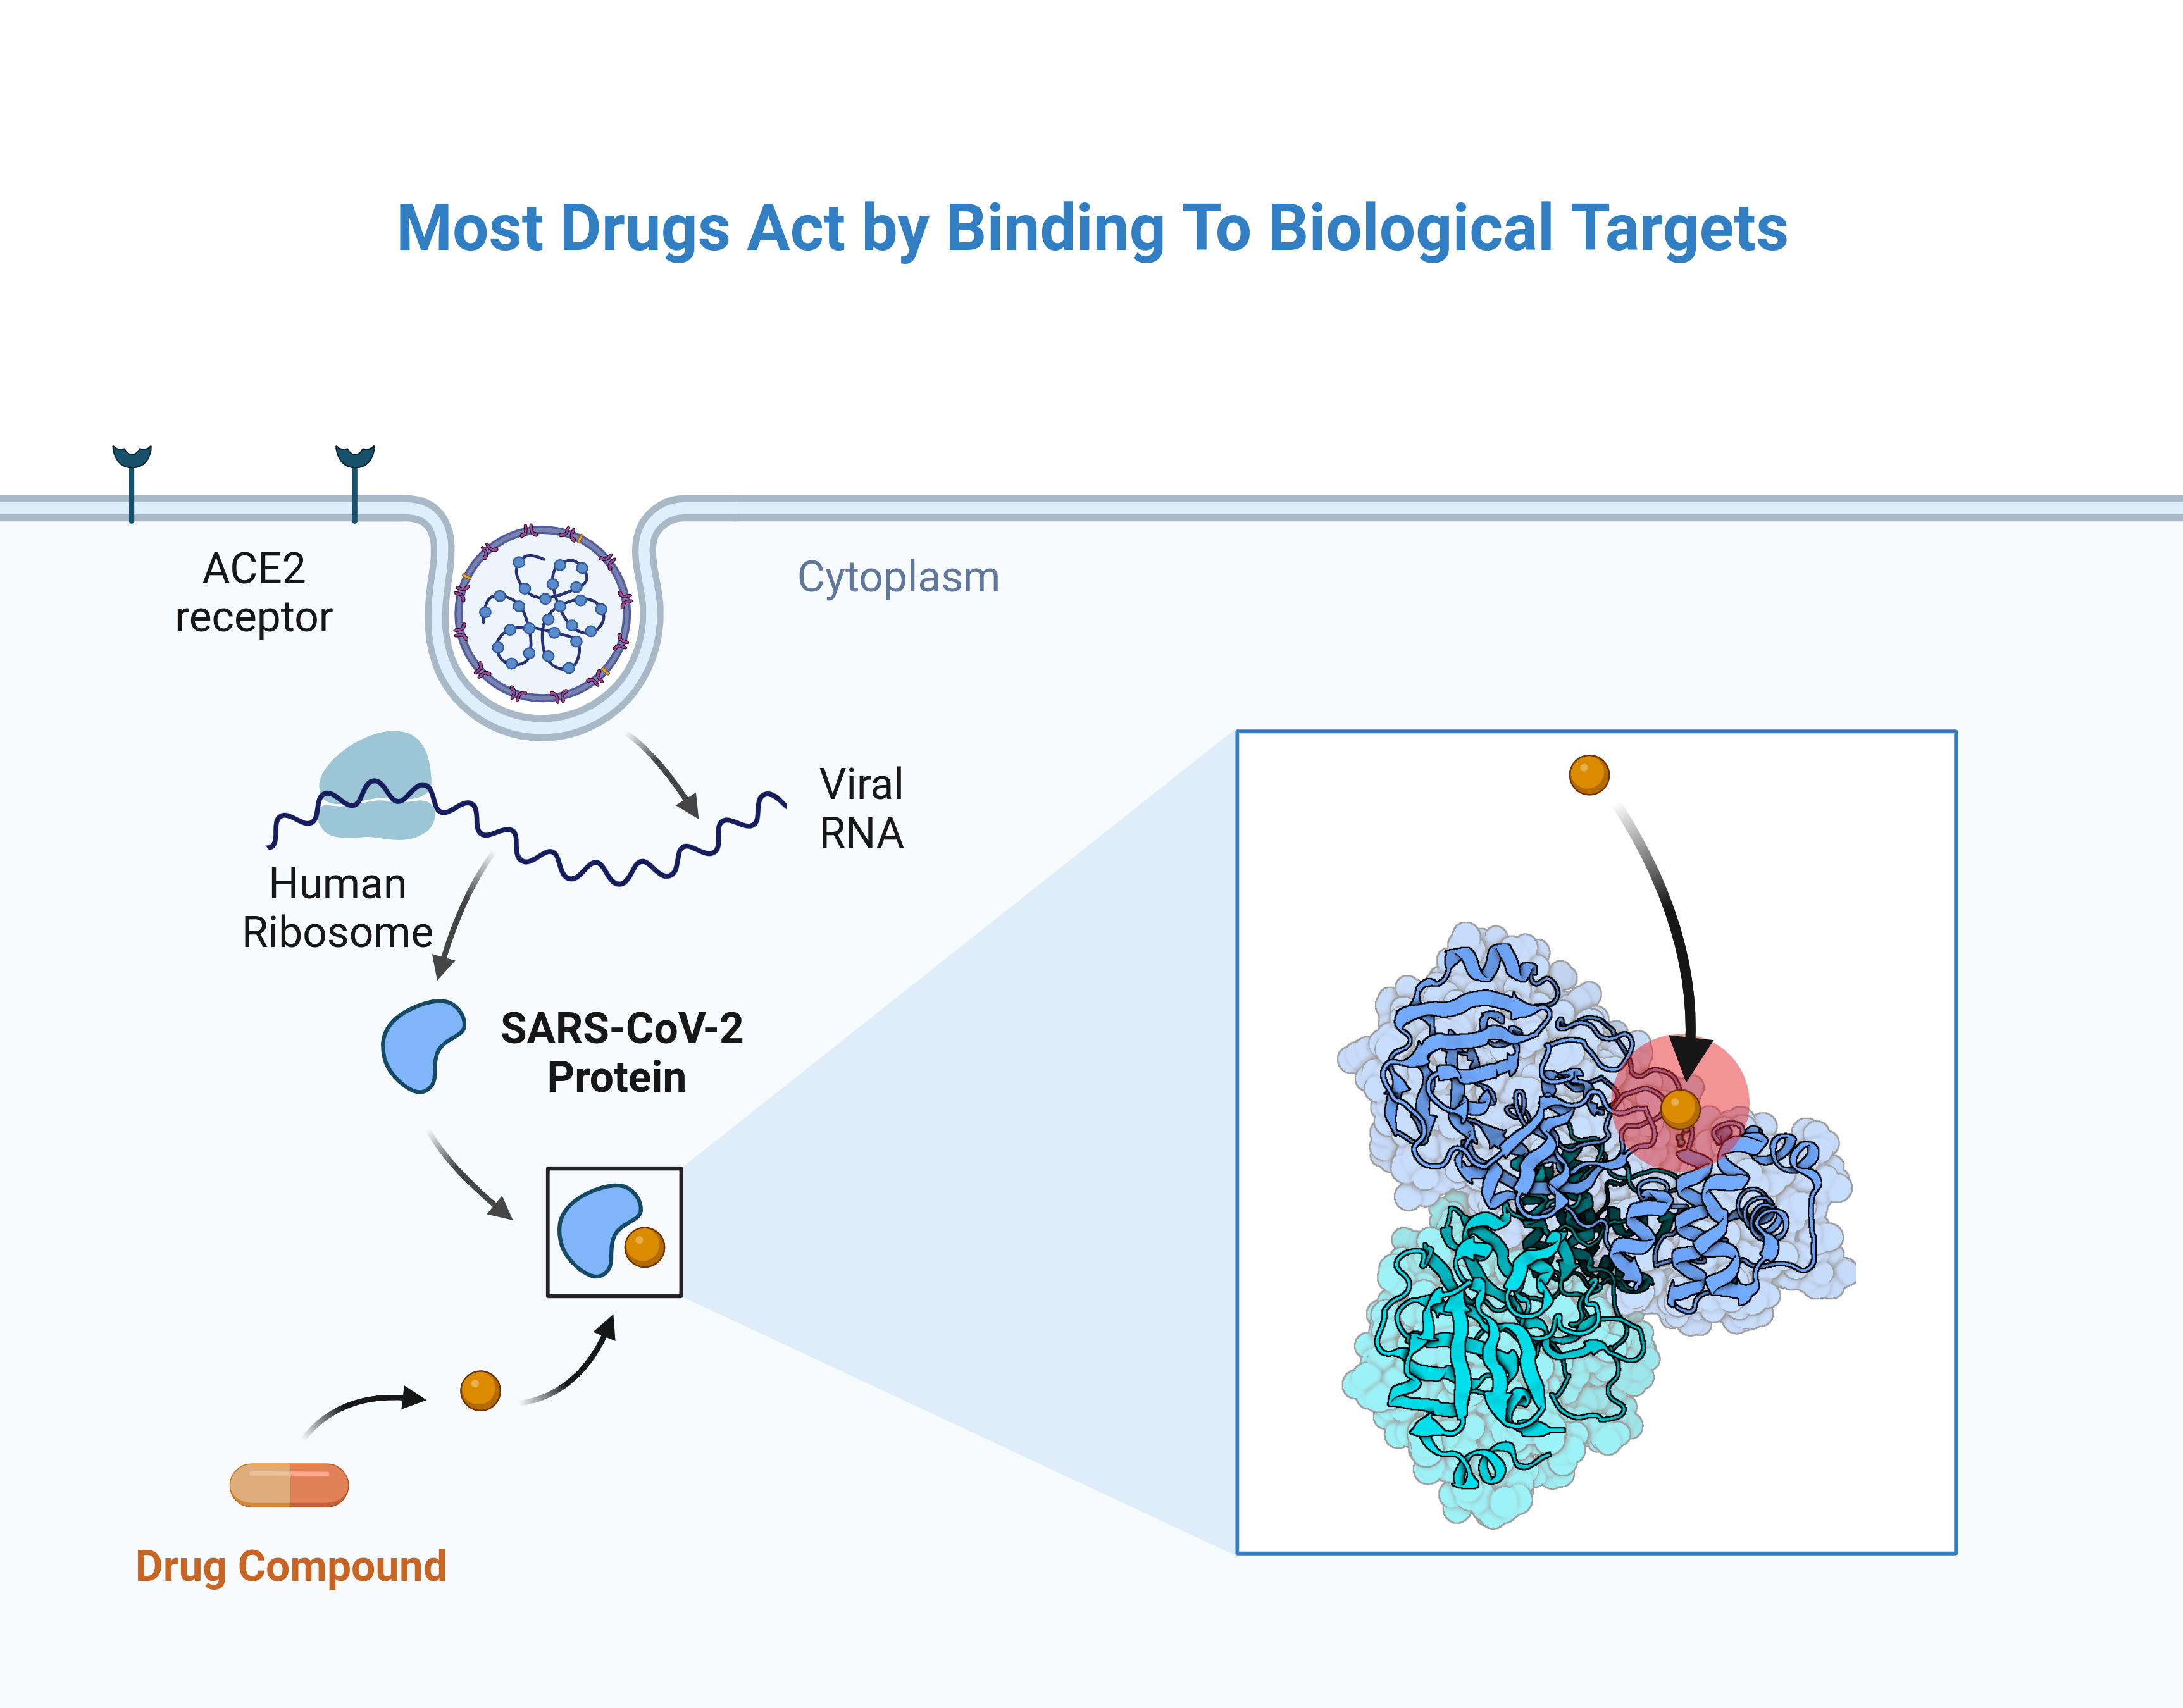 Most Drugs Act by Binding To Biological Targets
ACE2
receptor
Cytoplasm
Viral
RNA
Human
Ribosome
SARS-CoV-2
Protein
Drug Compound